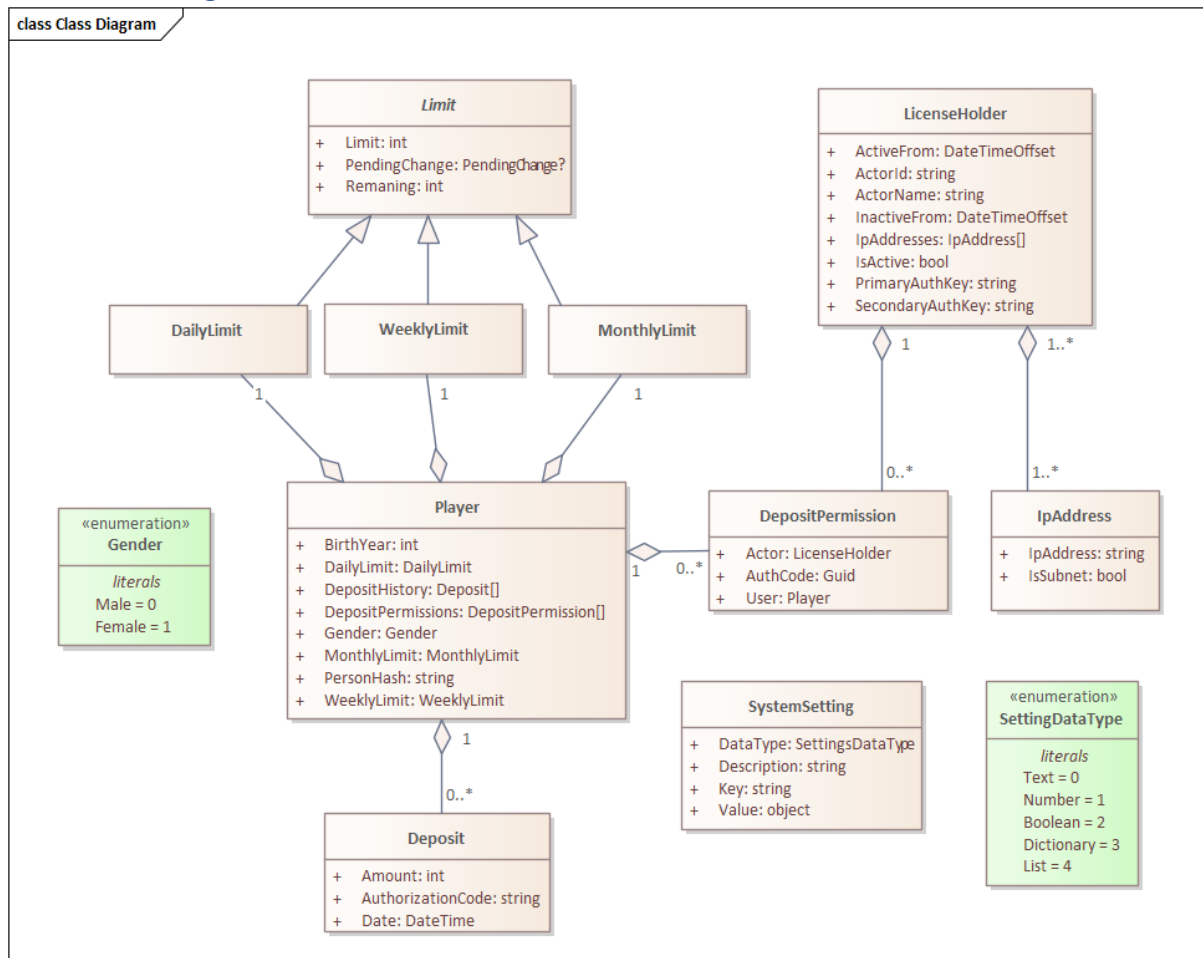 class Class Diagram
Limit
+ Limit: int
+ PendingChange: PendingChange?
+ Remaning: int
LicenseHolder
+ ActiveFrom: DateTimeOffset
+ ActorId: string
+ ActorName: string
+ InactiveFrom: DateTimeOffset
+ IpAddresses: IpAddress[]
+ IsActive: bool
+ PrimaryAuthKey: string
+ SecondaryAuthKey: string
DailyLimit
WeeklyLimit
MonthlyLimit
1
1
1
1
1..*
0..*
1..*
«enumeration»
Gender
literals
Male = 0
Female = 1
Player
+ BirthYear: int
+ DailyLimit: DailyLimit
+ DepositHistory: Deposit[]
+ DepositPermissions: DepositPermission[]
+ Gender: Gender
+ MonthlyLimit: MonthlyLimit
+ PersonHash: string
+ WeeklyLimit: WeeklyLimit
1
0..*
DepositPermission
+ Actor: LicenseHolder
+ AuthCode: Guid
+ User: Player
IpAddress
+ IpAddress: string
+ IsSubnet: bool
1
0..*
Deposit
+ Amount: int
+ AuthorizationCode: string
+ Date: DateTime
SystemSetting
+ DataType: SettingsDataType
+ Description: string
+ Key: string
+ Value: object
«enumeration»
SettingDataType
literals
Text = 0
Number = 1
Boolean = 2
Dictionary = 3
List = 4